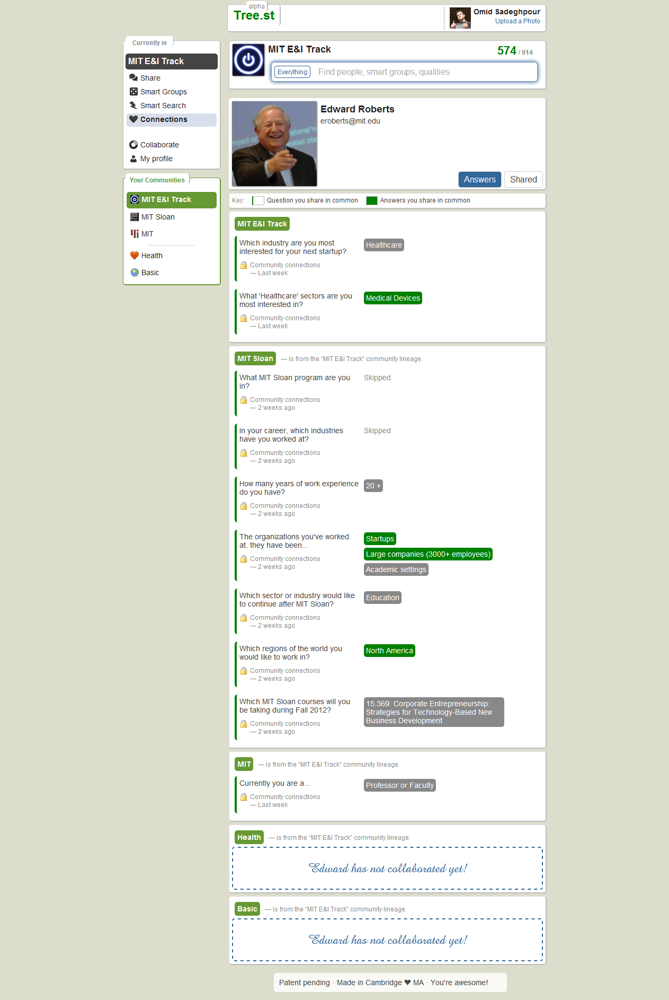 alpha
Tree.st
Omid Sadeghpour
Upload a Photo
Currently in
MIT E&I Track
Share
Smart Groups
Smart Search
Connections
Collaborate
My profile
Your Communities
MIT E&I Track
MIT Sloan
MIT
Health
Basic
MIT E&I Track
574 / 914
Everything Find people, smart groups, qualities
Edward Roberts
eroberts@mit.edu
Answers Shared
Key: Question you share in common Answers you share in common
MIT E&I Track
Which industry are you most
interested for your next startup?
Healthcare
Community connections
— Last week
What 'Healthcare' sectors are you
most interested in?
Medical Devices
Community connections
— Last week
MIT Sloan — is from the “MIT E&I Track” community lineage.
What MIT Sloan program are you
in?
Skipped
Community connections
— 2 weeks ago
In your career, which industries
have you worked at?
Skipped
Community connections
— 2 weeks ago
How many years of work experience
do you have?
20 +
Community connections
— 2 weeks ago
The organizations you've worked
at, they have been...
Startups
Large companies (3000+ employees)
Academic settings
Community connections
— 2 weeks ago
Which sector or industry would like
to continue after MIT Sloan?
Education
Community connections
— 2 weeks ago
Which regions of the world you
would like to work in?
North America
Community connections
— 2 weeks ago
Which MIT Sloan courses will you
be taking during Fall 2012?
15.369: Corporate Entrepreneurship:
Strategies for Technology-Based New
Business Development
Community connections
— 2 weeks ago
MIT — is from the “MIT E&I Track” community lineage.
Currently you are a...
Professor or Faculty
Community connections
— Last week
Health — is from the “MIT E&I Track” community lineage.
Edward has not collaborated yet!
Basic — is from the “MIT E&I Track” community lineage.
Edward has not collaborated yet!
Patent pending · Made in Cambridge ♥ MA · You're awesome!